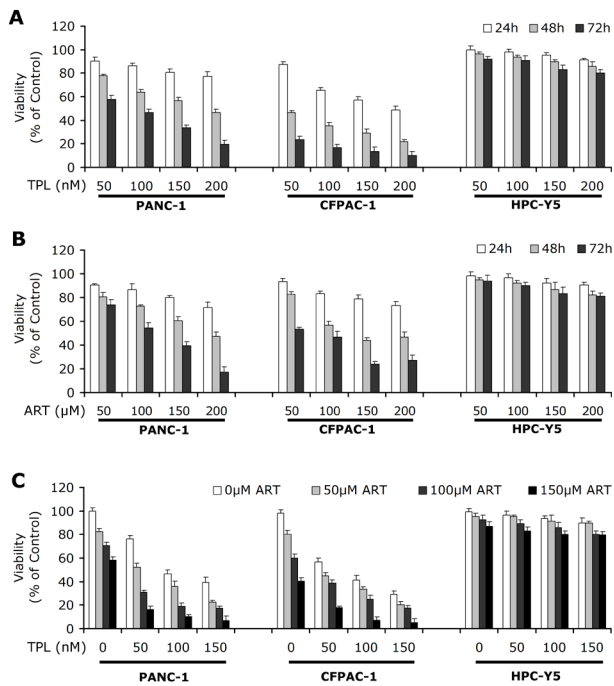 A
120
100
80
60
40
20
0
Viability
(% of Control)
24h 48h 72h
50 100 150 200 50 100 150 200 50 100 150 200
TPL (nM)
PANC-1 CFPAC-1 HPC-Y5
B
120
100
80
60
40
20
0
Viability
(% of Control)
24h 48h 72h
50 100 150 200 50 100 150 200 50 100 150 200
ART (µM)
PANC-1 CFPAC-1 HPC-Y5
C
120
100
80
60
40
20
0
Viability
(% of Control)
0µM ART 50µM ART 100µM ART 150µM ART
0 50 100 150 0 50 100 150 0 50 100 150
TPL (nM)
PANC-1 CFPAC-1 HPC-Y5